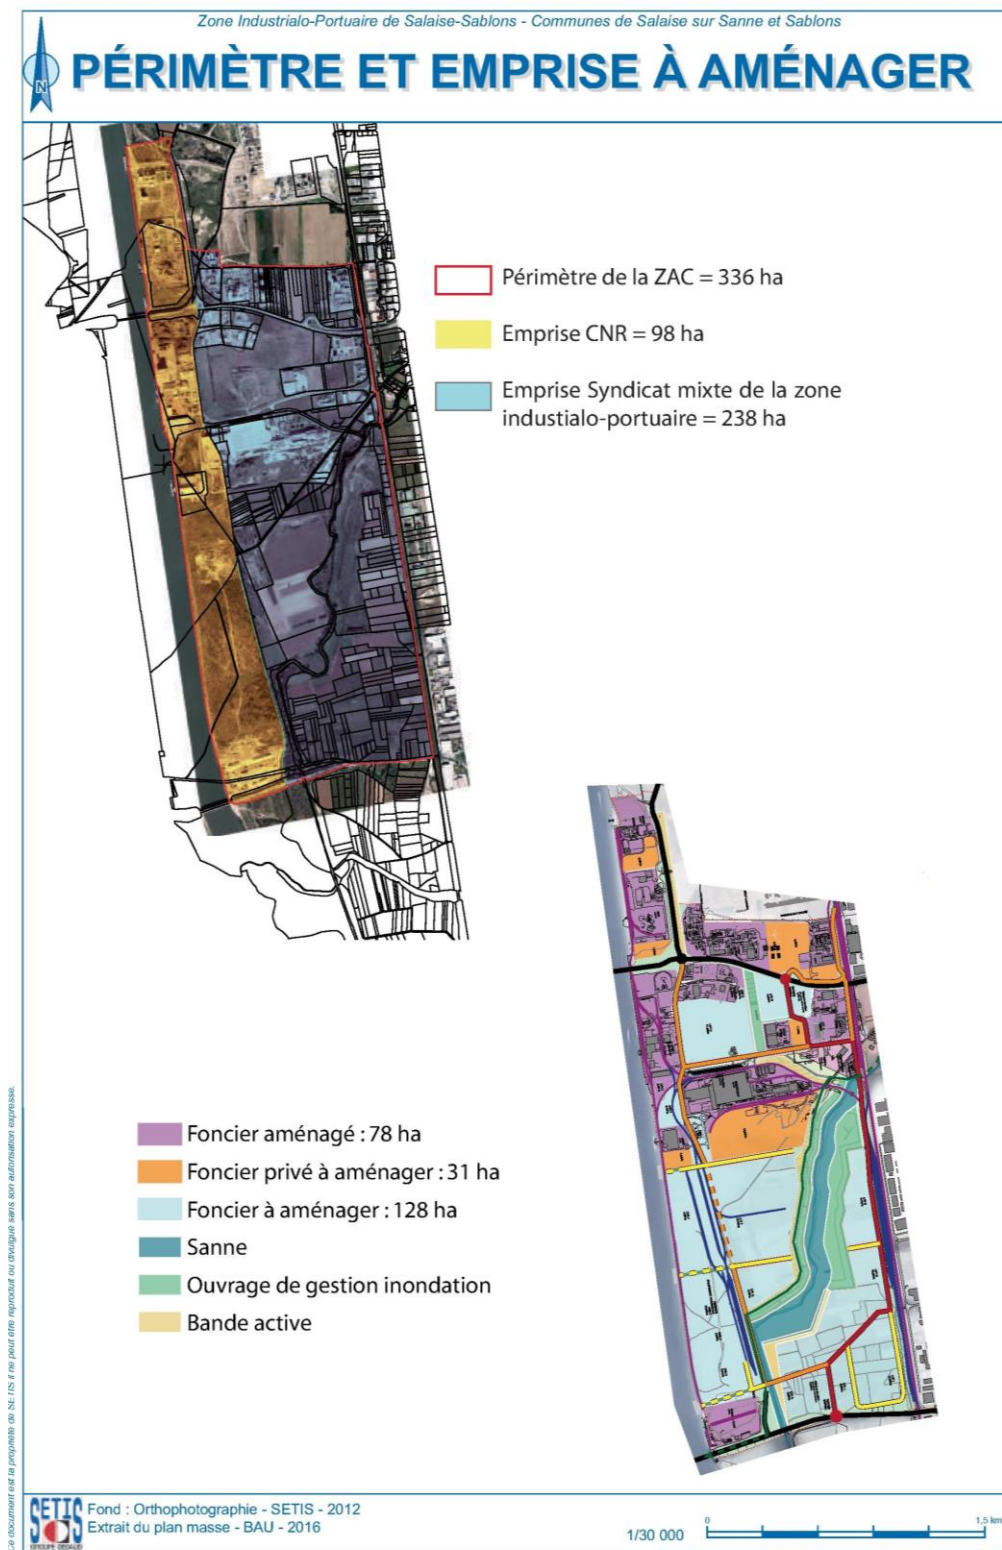 Zone Industrialo-Portuaire de Salaise-Sablons - Communes de Salaise sur Sanne et Sablons
N
PÉRIMÈTRE ET EMPRISE À AMÉNAGER
Périmètre de la ZAC = 336 ha
Emprise CNR = 98 ha
Emprise Syndicat mixte de la zone
industialo-portuaire = 238 ha
Foncier aménagé : 78 ha
Foncier privé à aménager : 31 ha
Foncier à aménager : 128 ha
Sanne
Ouvrage de gestion inondation
Bande active
Ce document est la propriété de SETIS il ne peut être reproduit ou divulgué sans son autorisation expresse.
SETIS
GROUPE DEGAUD
Fond : Orthophotographie - SETIS - 2012
Extrait du plan masse - BAU - 2016
1/30 000
0 1,5 km